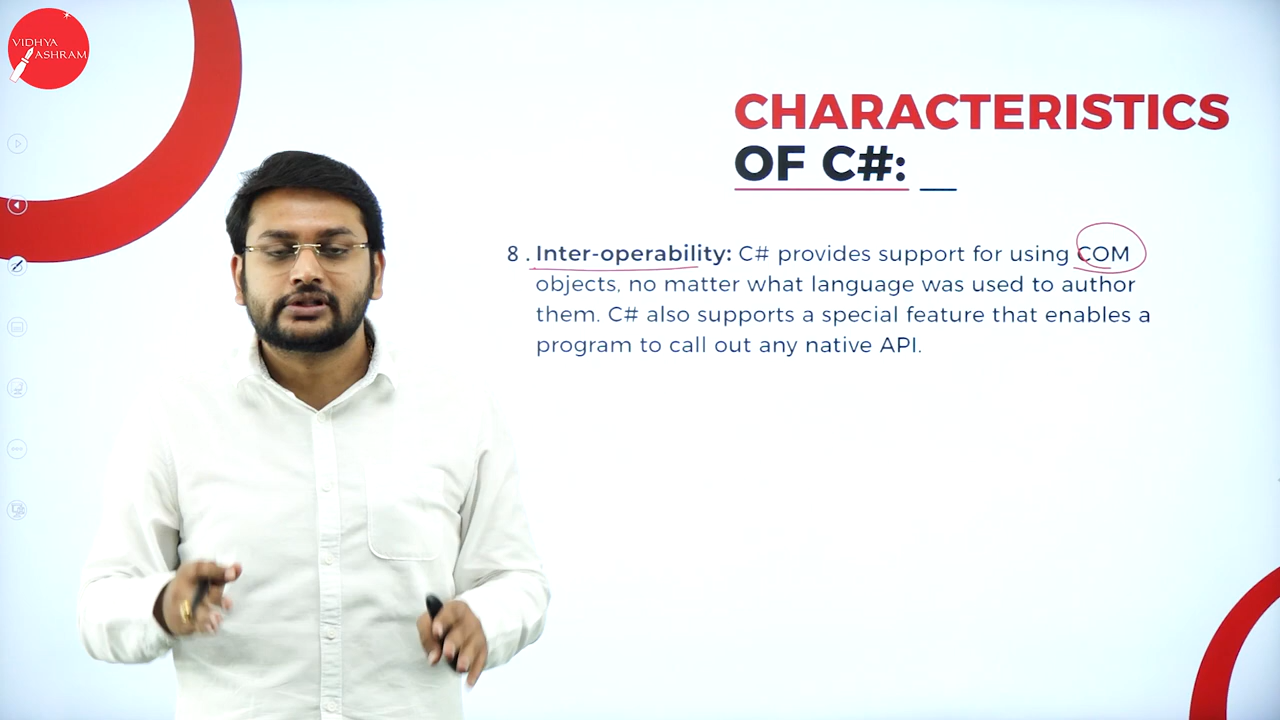 VIDHYA
ASHRAM
CHARACTERISTICS
OF C#:
8. Inter-operability: C# provides support for using COM
objects, no matter what language was used to author
them. C# also supports a special feature that enables a
program to call out any native API.